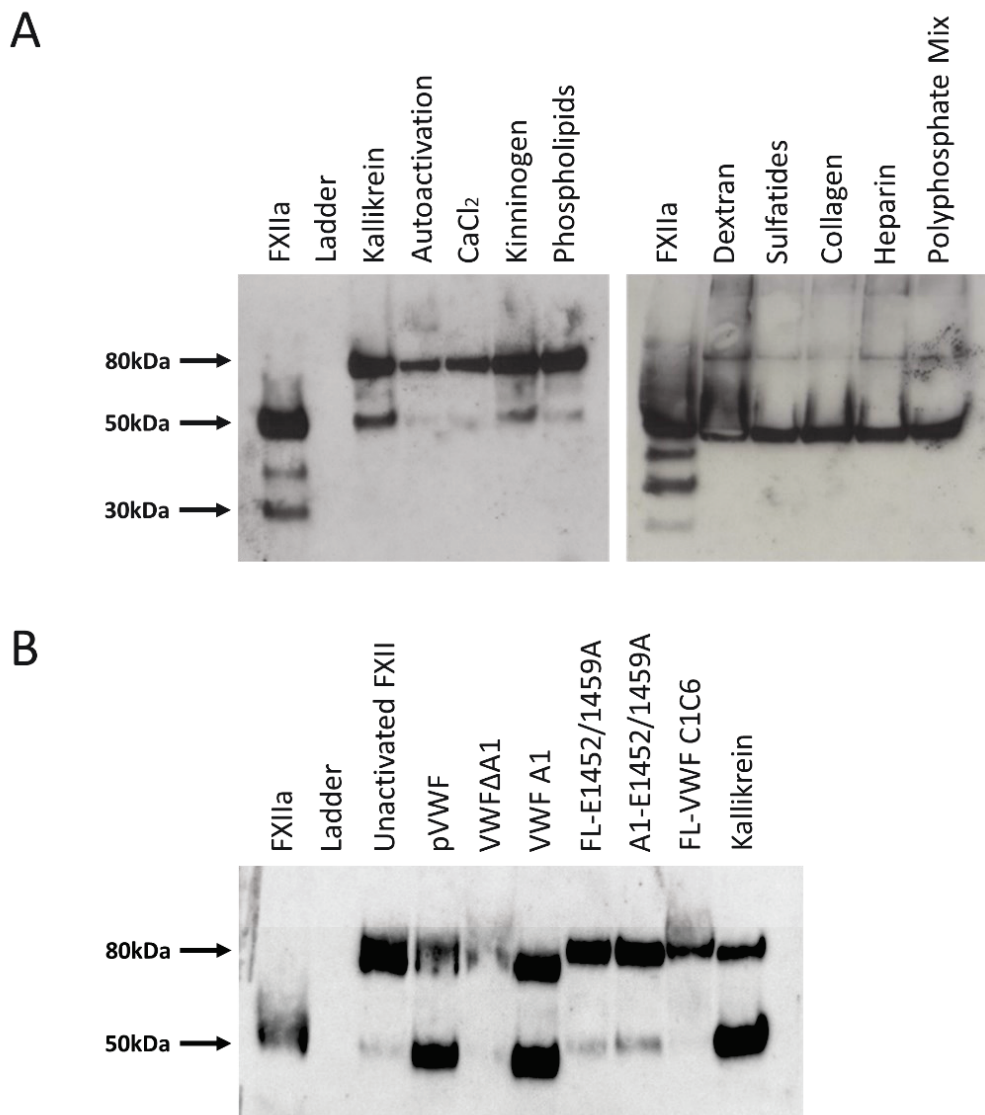 A
FXIIa
Ladder
Kallikrein
Autoactivation
CaCl₂
Kinninogen
Phospholipids
FXIIa
Dextran
Sulfatides
Collagen
Heparin
Polyphosphate Mix
80kDa
50kDa
30kDa
B
FXIIa
Ladder
Unactivated FXII
pVWF
VWFΔA1
VWF A1
FL-E1452/1459A
A1-E1452/1459A
FL-VWF C1C6
Kallikrein
80kDa
50kDa